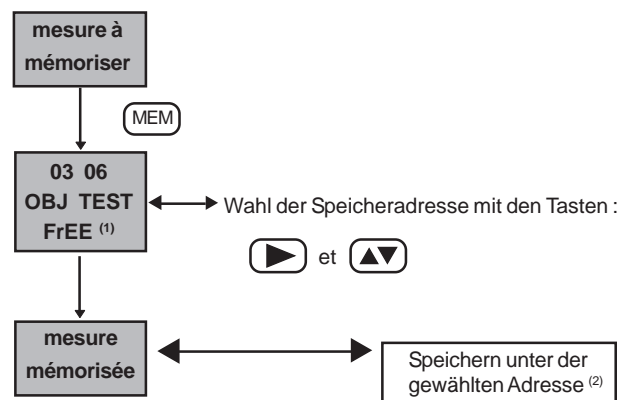 mesure à
mémoriser
MEM
03 06
OBJ TEST
FrEE (1)
Wahl der Speicheradresse mit den Tasten :
et
mesure
mémorisée
Speichern unter der
gewählten Adresse (2)